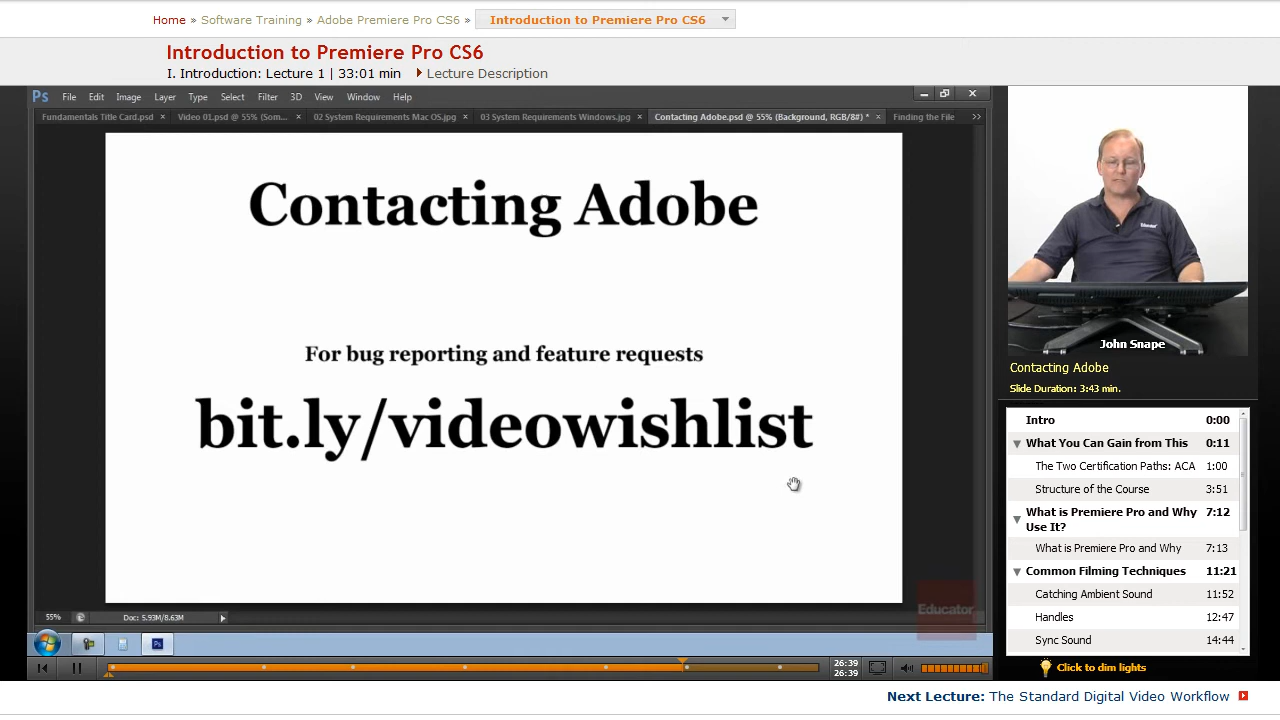 Home » Software Training » Adobe Premiere Pro CS6 » Introduction to Premiere Pro CS6
Introduction to Premiere Pro CS6
I. Introduction: Lecture 1 | 33:01 min Lecture Description
Ps File Edit Image Layer Type Select Filter 3D View Window Help
Fundamentals Title Card.psd × Video 01.psd @ 55% (Som... × 02 System Requirements Mac OS.jpg × 03 System Requirements Windows.jpg × Contacting Adobe.psd @ 55% (Background, RGB/8#) * × Finding the File >>
Contacting Adobe
For bug reporting and feature requests
bit.ly/videowishlist
55% Doc: 5.93M/8.63M
Educator
Ps
26:39
26:39
Educator
John Snape
Contacting Adobe
Slide Duration: 3:43 min.
Intro 0:00
What You Can Gain from This 0:11
The Two Certification Paths: ACA 1:00
Structure of the Course 3:51
What is Premiere Pro and Why 7:12
Use It?
What is Premiere Pro and Why 7:13
Common Filming Techniques 11:21
Catching Ambient Sound 11:52
Handles 12:47
Sync Sound 14:44
Click to dim lights
Next Lecture: The Standard Digital Video Workflow